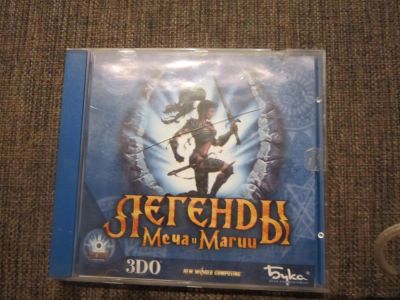 ЛЕГЕНДЫ
Меча и Магии
3DO
NEW WORLD COMPUTING
Бука